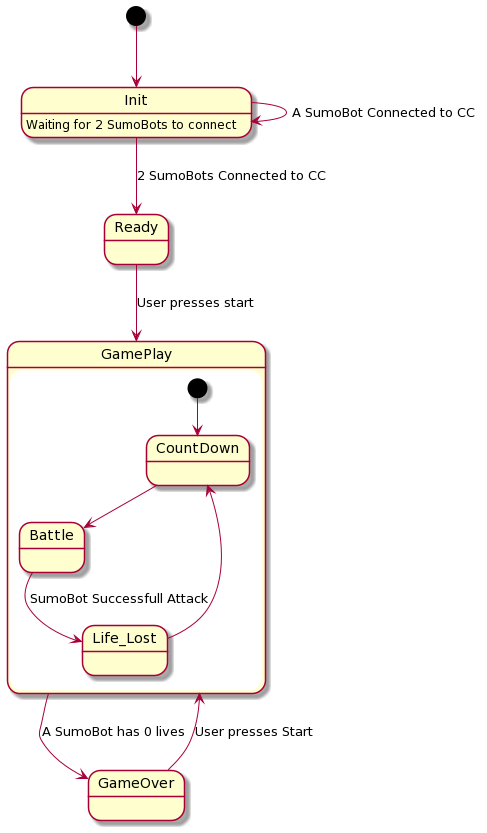 Init
Waiting for 2 SumoBots to connect
A SumoBot Connected to CC
2 SumoBots Connected to CC
Ready
User presses start
GamePlay
CountDown
Battle
SumoBot Successfull Attack
Life_Lost
A SumoBot has 0 lives
User presses Start
GameOver